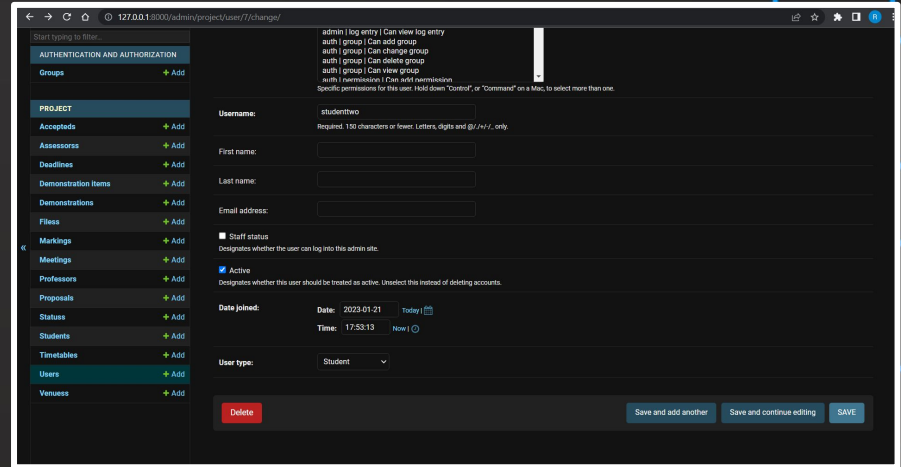 127.0.0.1:8000/admin/project/user/7/change/
R
Start typing to filter...
AUTHENTICATION AND AUTHORIZATION
Groups + Add
PROJECT
Accepteds + Add
Assessorss + Add
Deadlines + Add
Demonstration items + Add
Demonstrations + Add
Filess + Add
Markings + Add
Meetings + Add
Professors + Add
Proposals + Add
Statuss + Add
Students + Add
Timetables + Add
Users + Add
Venuess + Add
«
admin | log entry | Can view log entry
auth | group | Can add group
auth | group | Can change group
auth | group | Can delete group
auth | group | Can view group
auth | permission | Can add permission
Specific permissions for this user. Hold down "Control", or "Command" on a Mac, to select more than one.
Username: studenttwo
Required. 150 characters or fewer. Letters, digits and @/./+/-/_ only.
First name:
Last name:
Email address:
Staff status
Designates whether the user can log into this admin site.
Active
Designates whether this user should be treated as active. Unselect this instead of deleting accounts.
Date joined: Date: 2023-01-21 Today |
Time: 17:53:13 Now |
User type: Student
Delete Save and add another Save and continue editing SAVE